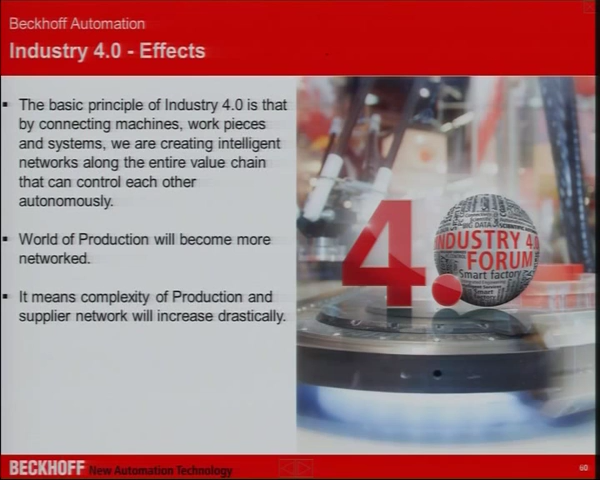 Beckhoff Automation
Industry 4.0 - Effects
▪ The basic principle of Industry 4.0 is that
by connecting machines, work pieces
and systems, we are creating intelligent
networks along the entire value chain
that can control each other
autonomously.
▪ World of Production will become more
networked.
▪ It means complexity of Production and
supplier network will increase drastically.
4.
BIG DATA
INDUSTRY 4.0
FORUM
Smart factory
BECKHOFF New Automation Technology
60